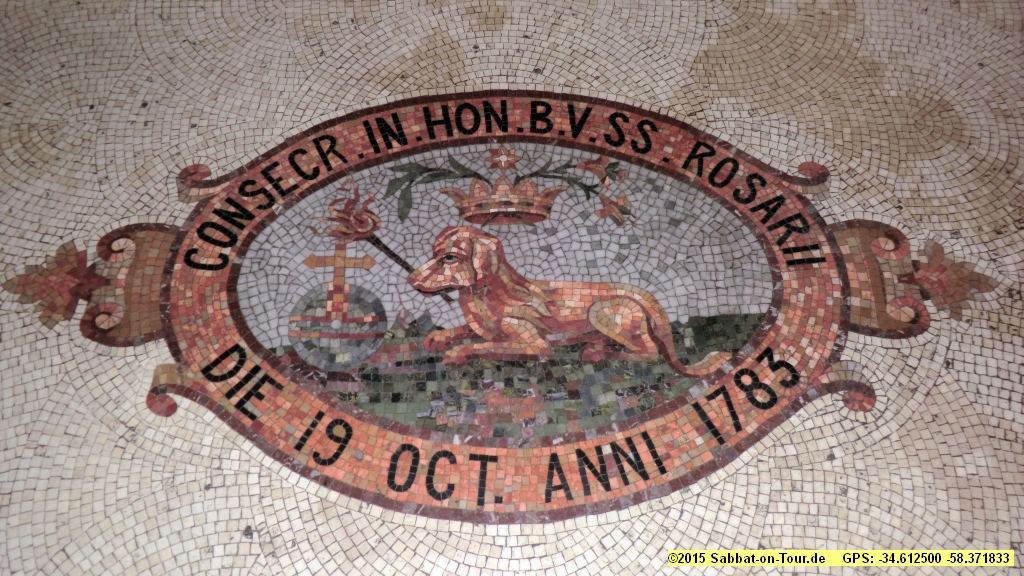 CONSECR.IN.HON.B.V.SS.ROSARII
DIE 19 OCT. ANNI 1783
©2015 Sabbat-on-Tour.de GPS: -34.612500 -58.371833